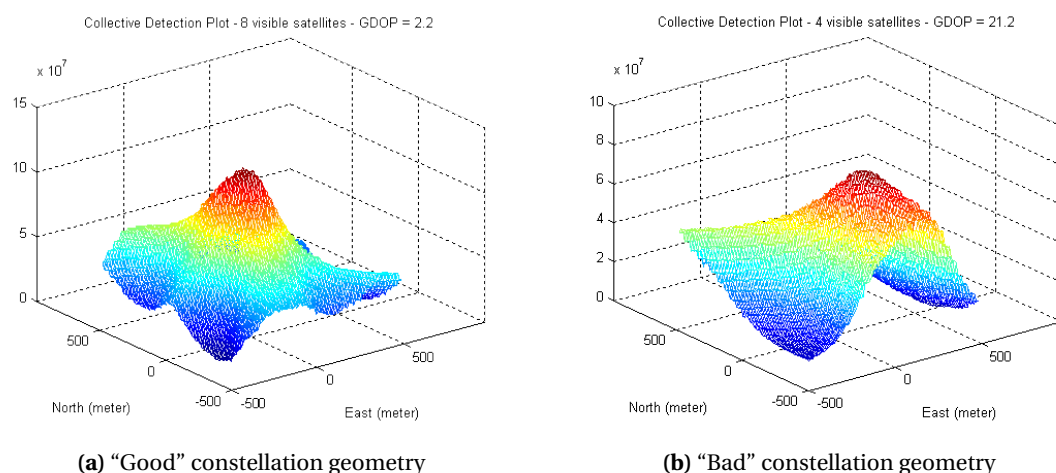 Collective Detection Plot - 8 visible satellites - GDOP = 2.2
x 10^7
15
10
5
0
500
0
-500
-500
0
500
North (meter)
East (meter)
(a) “Good” constellation geometry
Collective Detection Plot - 4 visible satellites - GDOP = 21.2
x 10^7
10
8
6
4
2
0
500
0
-500
-500
0
500
North (meter)
East (meter)
(b) “Bad” constellation geometry